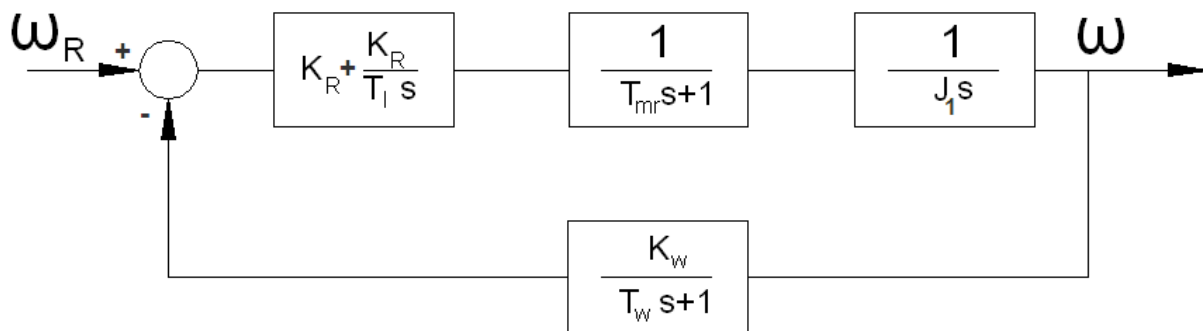 ω_R
+
-
K_R + K_R / T_I s
1 / T_mr s+1
1 / J_1 s
ω
K_w / T_w s+1